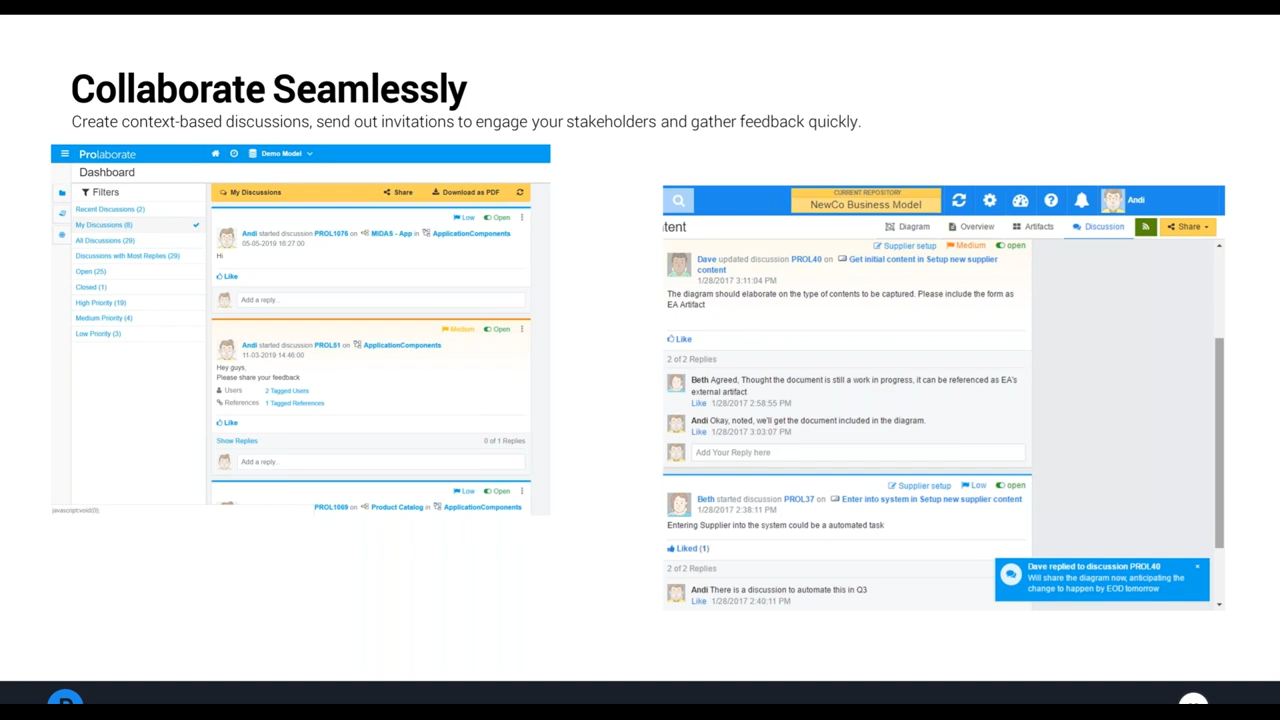 Collaborate Seamlessly
Create context-based discussions, send out invitations to engage your stakeholders and gather feedback quickly.
Prolaborate
Demo Model
Dashboard
Filters
Recent Discussions (2)
My Discussions (8)
All Discussions (29)
Discussions with Most Replies (29)
Open (25)
Closed (1)
High Priority (19)
Medium Priority (4)
Low Priority (3)
My Discussions Share Download as PDF
Low Open
Andi started discussion PROL1076 on MIDAS - App in ApplicationComponents
05-05-2019 16:27:00
Hi
Like
Add a reply...
Medium Open
Andi started discussion PROL51 on ApplicationComponents
11-03-2019 14:46:00
Hey guys,
Please share your feedback
Users 2 Tagged Users
References 1 Tagged References
Like
Show Replies 0 of 1 Replies
Add a reply...
Low Open
PROL1069 on Product Catalog in ApplicationComponents
javascript:void(0);
CURRENT REPOSITORY
NewCo Business Model
Andi
itent Diagram Overview Artifacts Discussion Share
Supplier setup Medium open
Dave updated discussion PROL40 on Get initial content in Setup new supplier
content
1/28/2017 3:11:04 PM
The diagram should elaborate on the type of contents to be captured. Please include the form as
EA Artifact
Like
2 of 2 Replies
Beth Agreed, Thought the document is still a work in progress, it can be referenced as EA's
external artifact
Like 1/28/2017 2:58:55 PM
Andi Okay, noted, we'll get the document included in the diagram.
Like 1/28/2017 3:03:07 PM
Add Your Reply here
Supplier setup Low open
Beth started discussion PROL37 on Enter into system in Setup new supplier content
1/28/2017 2:38:11 PM
Entering Supplier into the system could be a automated task
Liked (1)
2 of 2 Replies
Andi There is a discussion to automate this in Q3
Like 1/28/2017 2:40:11 PM
Dave replied to discussion PROL40
Will share the diagram now, anticipating the
change to happen by EOD tomorrow